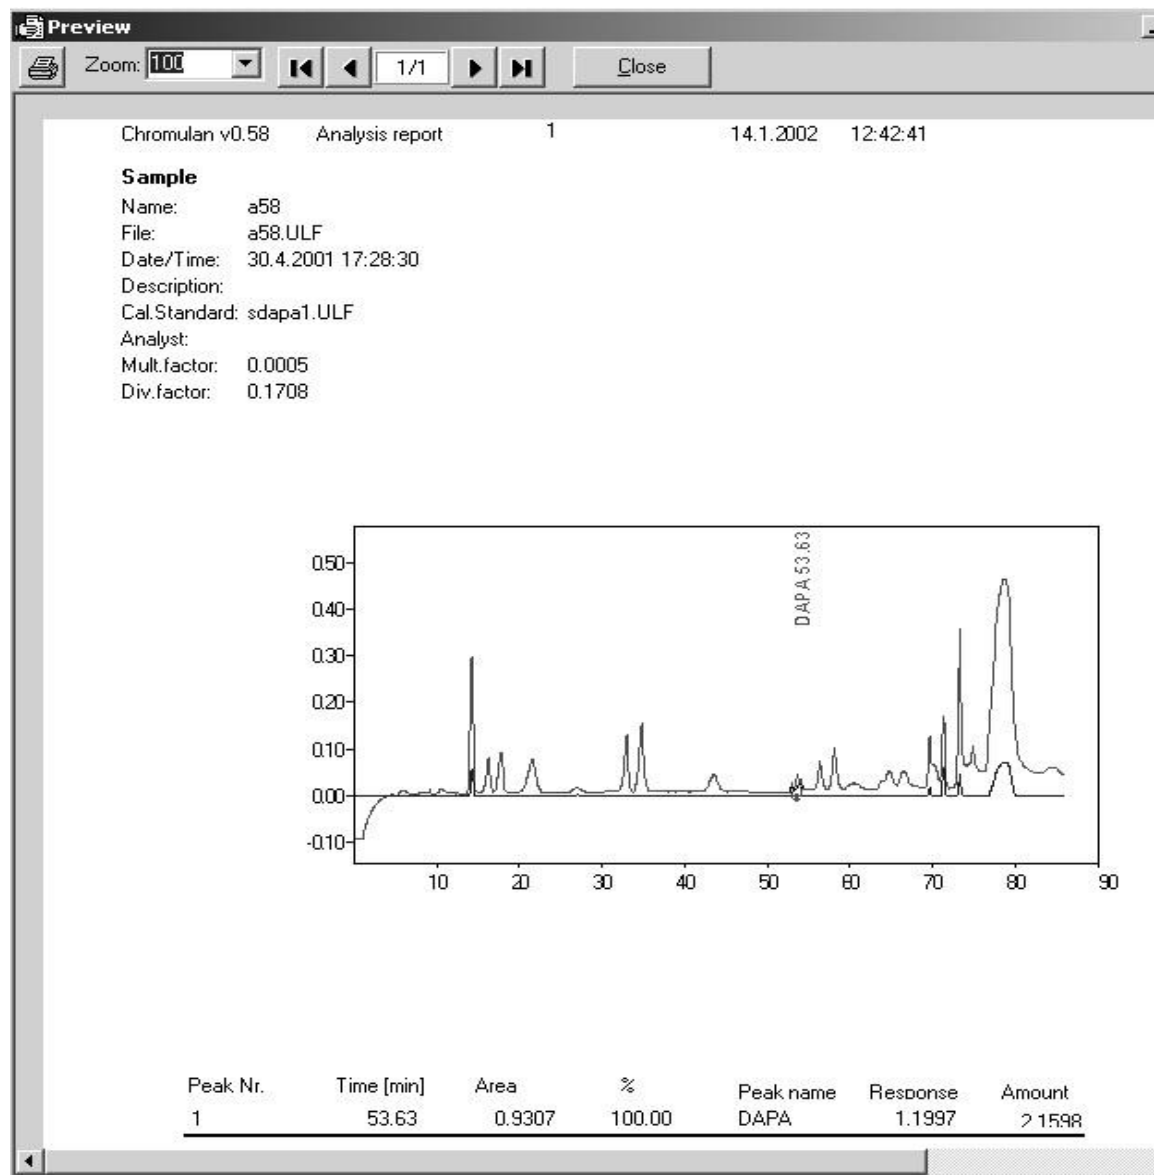 Preview
Zoom: 100 1/1 Close
Chromulan v0.58 Analysis report 1 14.1.2002 12:42:41
Sample
Name: a58
File: a58.ULF
Date/Time: 30.4.2001 17:28:30
Description:
Cal.Standard: sdapa1.ULF
Analyst:
Mult.factor: 0.0005
Div.factor: 0.1708
DAPA 53.63
0.50
0.40
0.30
0.20
0.10
0.00
-0.10
10 20 30 40 50 60 70 80 90
Peak Nr. Time [min] Area % Peak name Response Amount
1 53.63 0.9307 100.00 DAPA 1.1997 2.1598